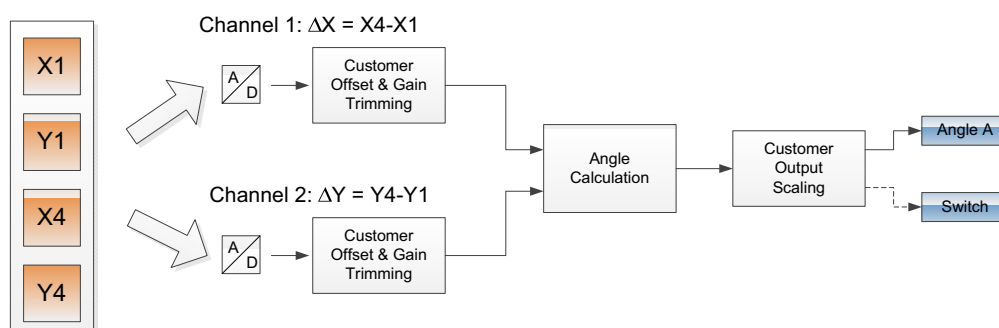 X1
Y1
X4
Y4
Channel 1: ΔX = X4-X1
A
D
Customer
Offset & Gain
Trimming
Channel 2: ΔY = Y4-Y1
A
D
Customer
Offset & Gain
Trimming
Angle
Calculation
Customer
Output
Scaling
Angle A
Switch